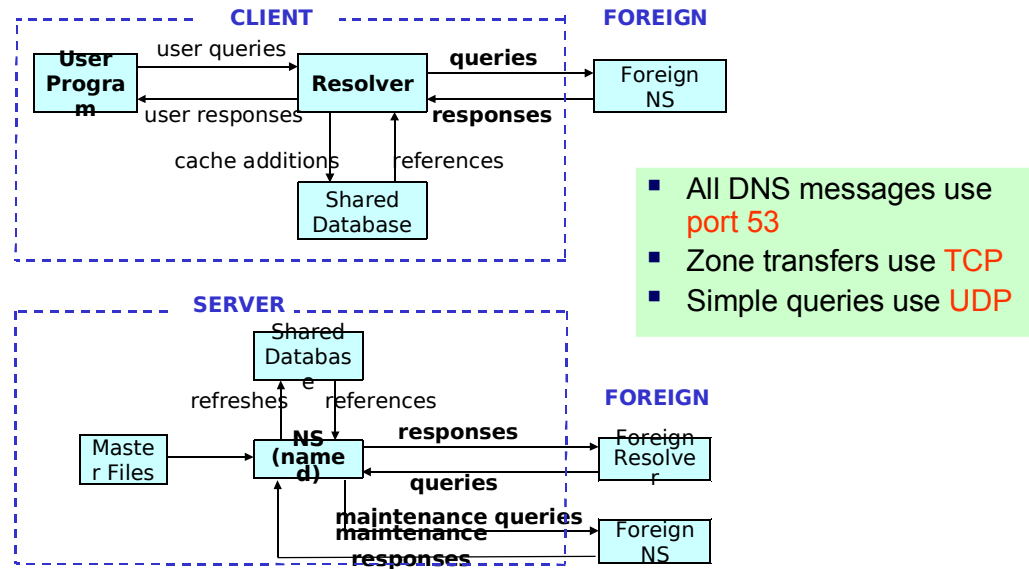 CLIENT
FOREIGN
User
Progra
m
user queries
user responses
Resolver
queries
responses
Foreign
NS
cache additions
references
Shared
Database
All DNS messages use
port 53
Zone transfers use TCP
Simple queries use UDP
SERVER
Shared
Databas
e
refreshes
references
FOREIGN
Maste
r Files
NS
(name
d)
responses
queries
Foreign
Resolve
r
maintenance queries
maintenance
responses
Foreign
NS